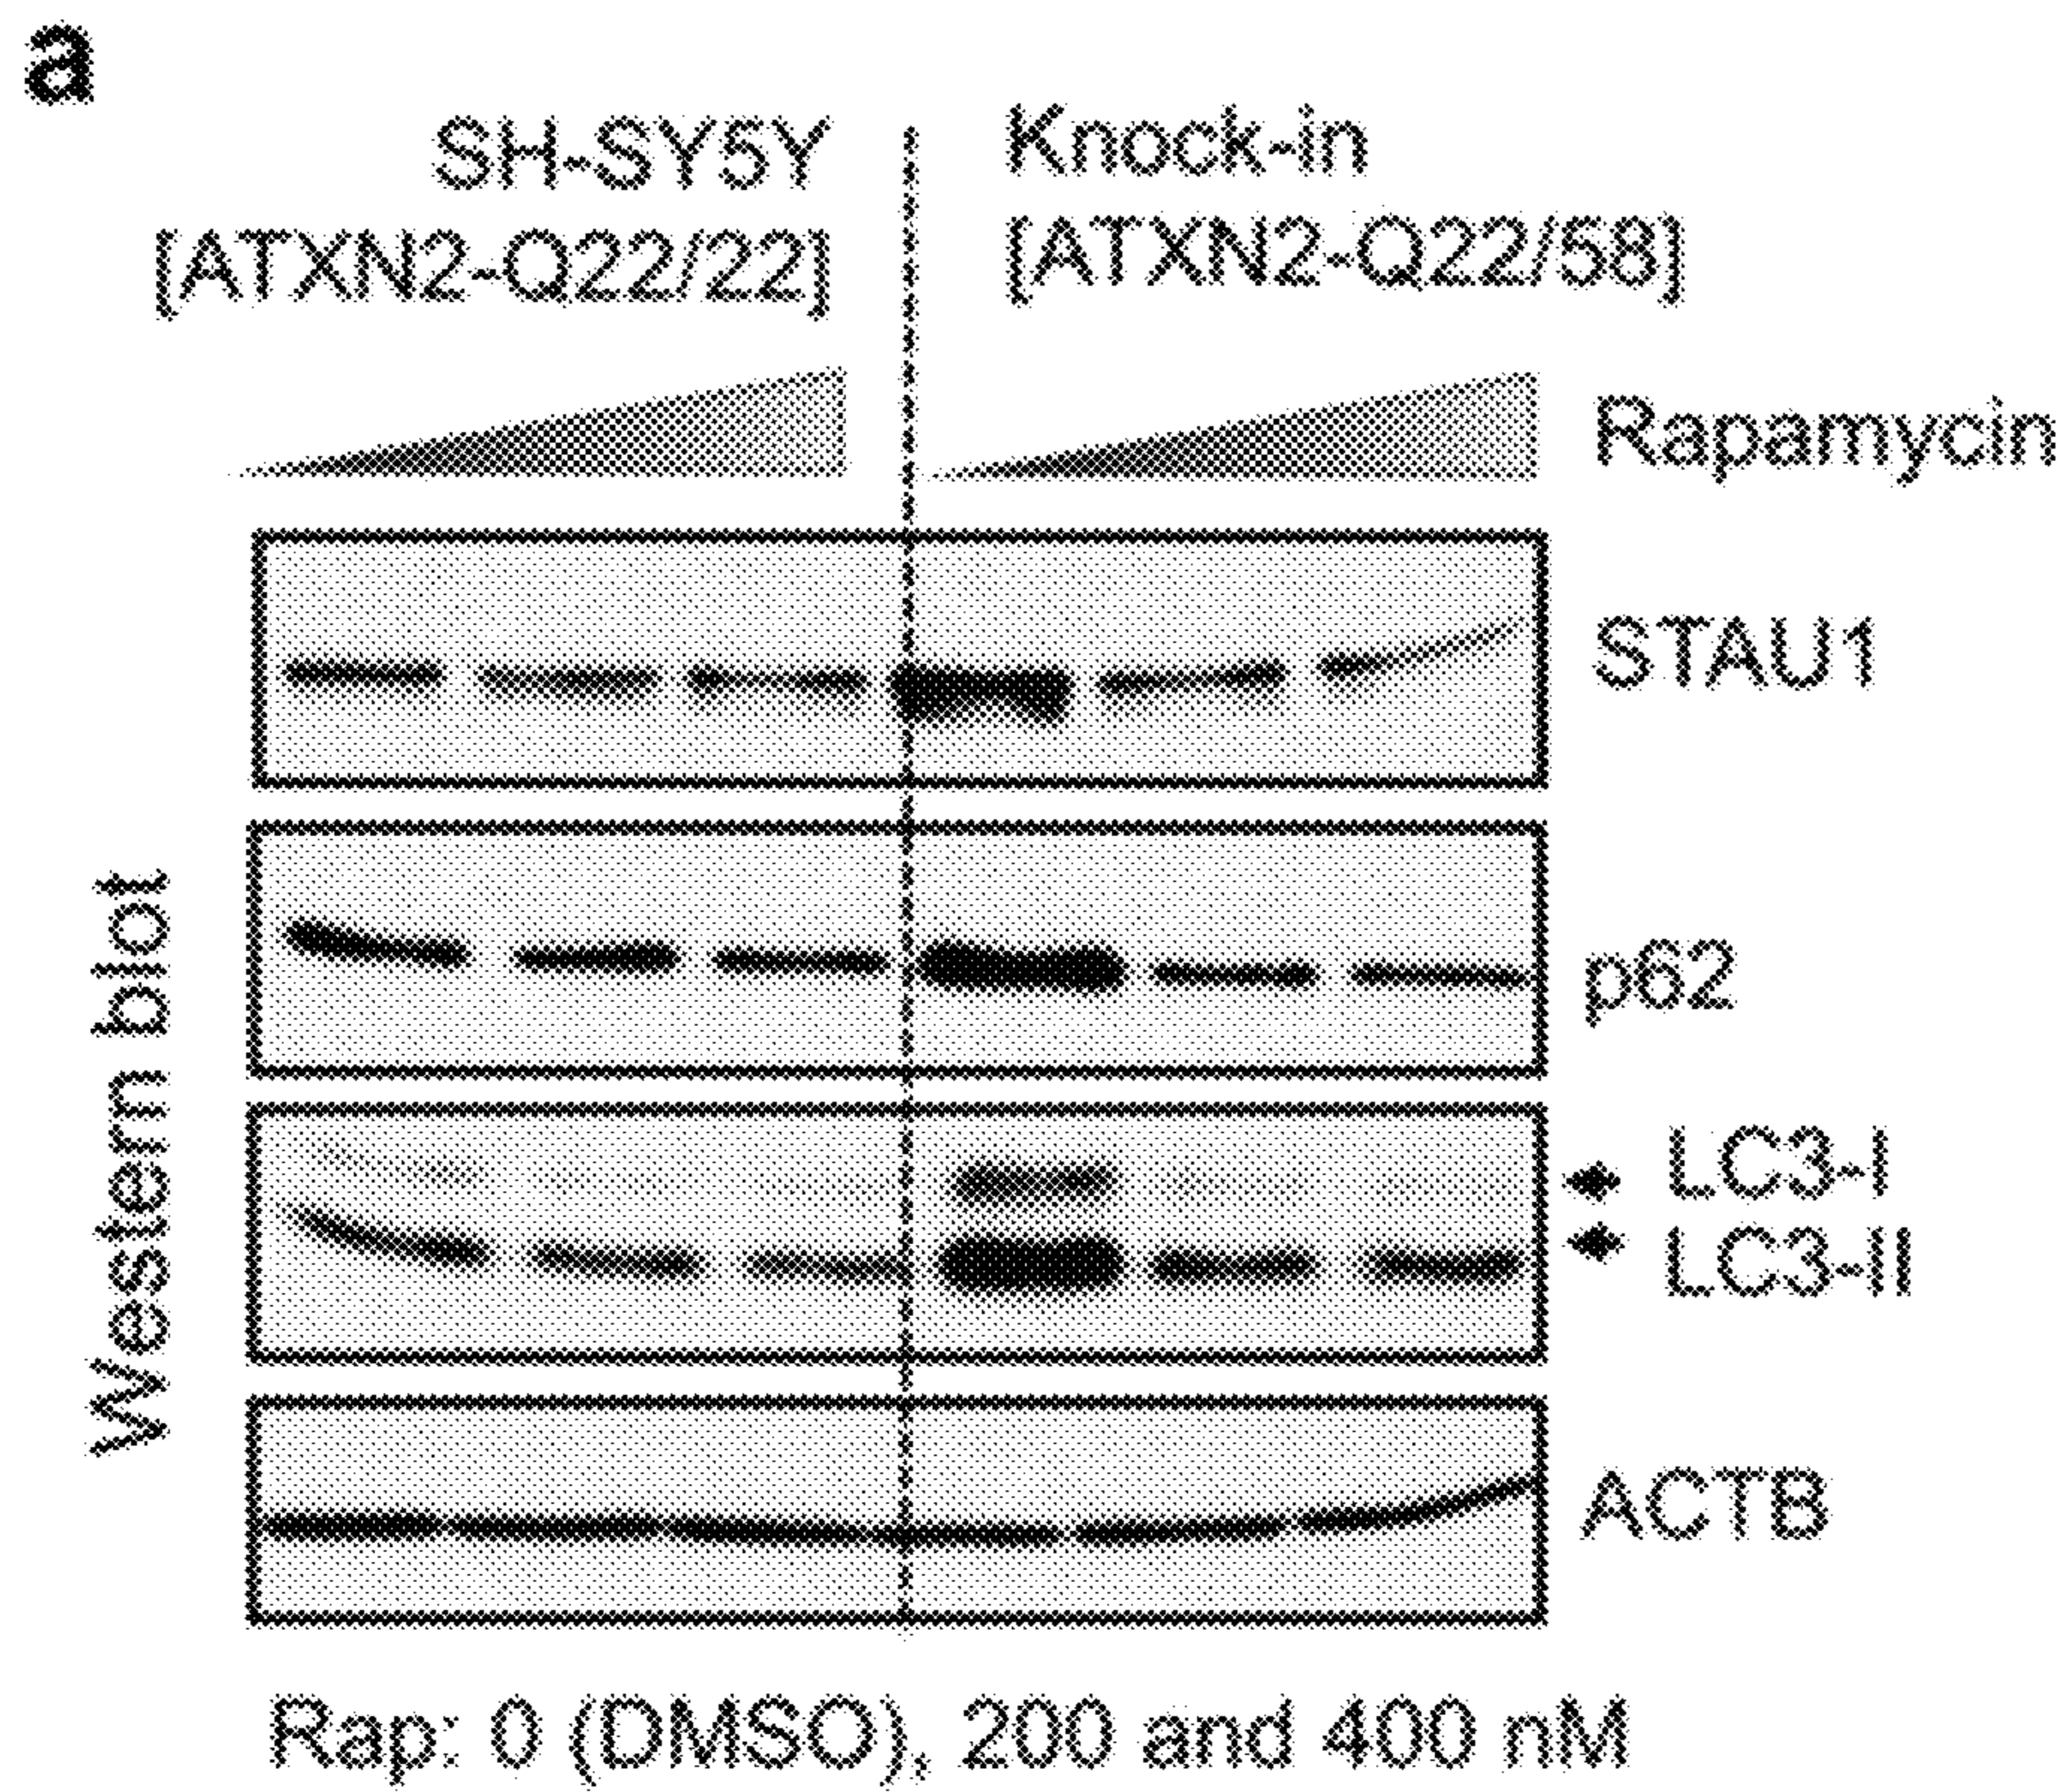 a
SH-SY5Y
[ATXN2-Q22/22]
Knock-in
[ATXN2-Q22/58]
Rapamycin
STAU1
p62
LC3-I
LC3-II
ACTB
Western blot
Rap: 0 (DMSO), 200 and 400 nM